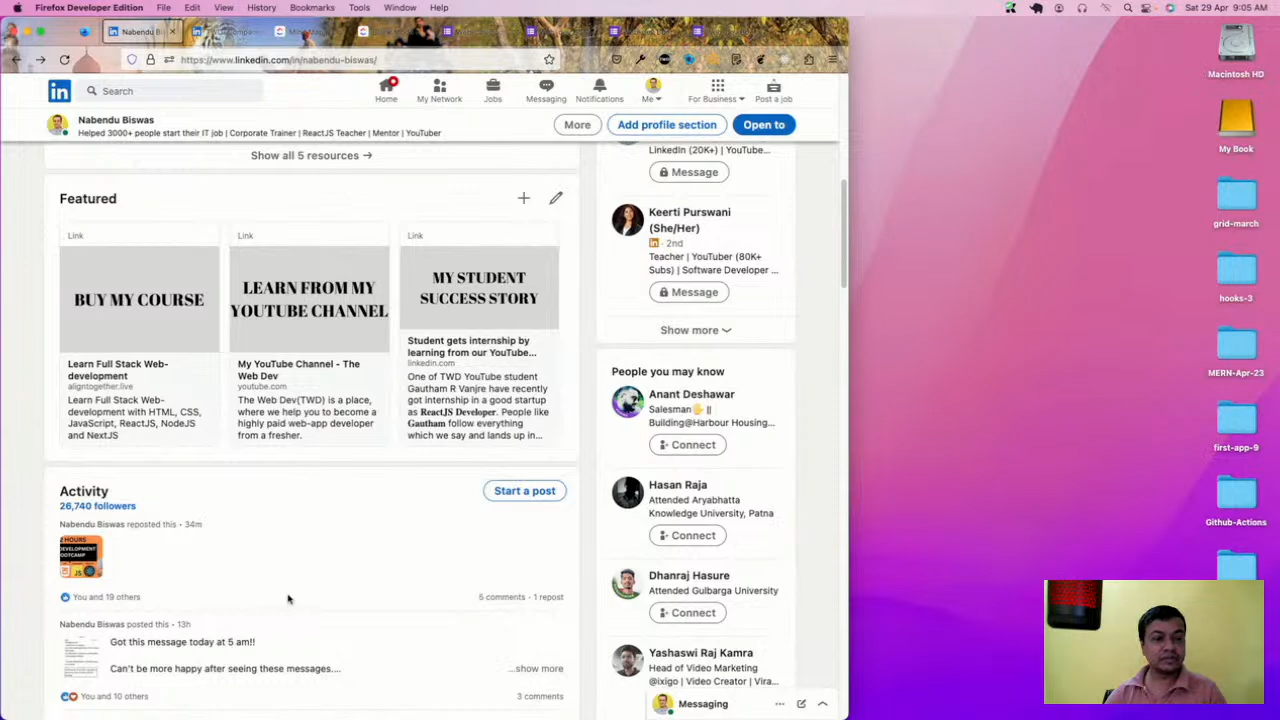 Firefox Developer Edition File Edit View History Bookmarks Tools Window Help
Sat 29 Apr 9:05 AM
Nabendu Bi
https://www.linkedin.com/in/nabendu-biswas/
in
Search
Home
My Network
Jobs
Messaging
Notifications
Me
For Business
Post a job
Nabendu Biswas
Helped 3000+ people start their IT job | Corporate Trainer | ReactJS Teacher | Mentor | YouTuber
More
Add profile section
Open to
Show all 5 resources →
Featured
Link
BUY MY COURSE
Learn Full Stack Web-
development
aligntogether.live
Learn Full Stack Web-
development with HTML, CSS,
JavaScript, ReactJS, NodeJS
and NextJS
Link
LEARN FROM MY
YOUTUBE CHANNEL
My YouTube Channel - The
Web Dev
youtube.com
The Web Dev(TWD) is a place,
where we help you to become a
highly paid web-app developer
from a fresher.
Link
MY STUDENT
SUCCESS STORY
Student gets internship by
learning from our YouTube...
linkedin.com
One of TWD YouTube student
Gautham R Vanjre have recently
got internship in a good startup
as ReactJS Developer. People like
Gautham follow everything
which we say and lands up in...
Activity
26,740 followers
Start a post
Nabendu Biswas reposted this • 34m
HOURS
DEVELOPMENT
BOOTCAMP
JS
You and 19 others
5 comments • 1 repost
Nabendu Biswas posted this • 13h
Got this message today at 5 am!!
Can't be more happy after seeing these messages....
...show more
You and 10 others
3 comments
LinkedIn (20K+) | YouTube...
Message
Keerti Purswani
(She/Her)
in · 2nd
Teacher | YouTuber (80K+
Subs) | Software Developer ...
Message
Show more
People you may know
Anant Deshawar
Salesman🖐 ||
Building@Harbour Housing...
Connect
Hasan Raja
Attended Aryabhatta
Knowledge University, Patna
Connect
Dhanraj Hasure
Attended Gulbarga University
Connect
Yashaswi Raj Kamra
Head of Video Marketing
@ixigo | Video Creator | Vira...
Messaging
Macintosh HD
My Book
grid-march
hooks-3
MERN-Apr-23
first-app-9
Github-Actions